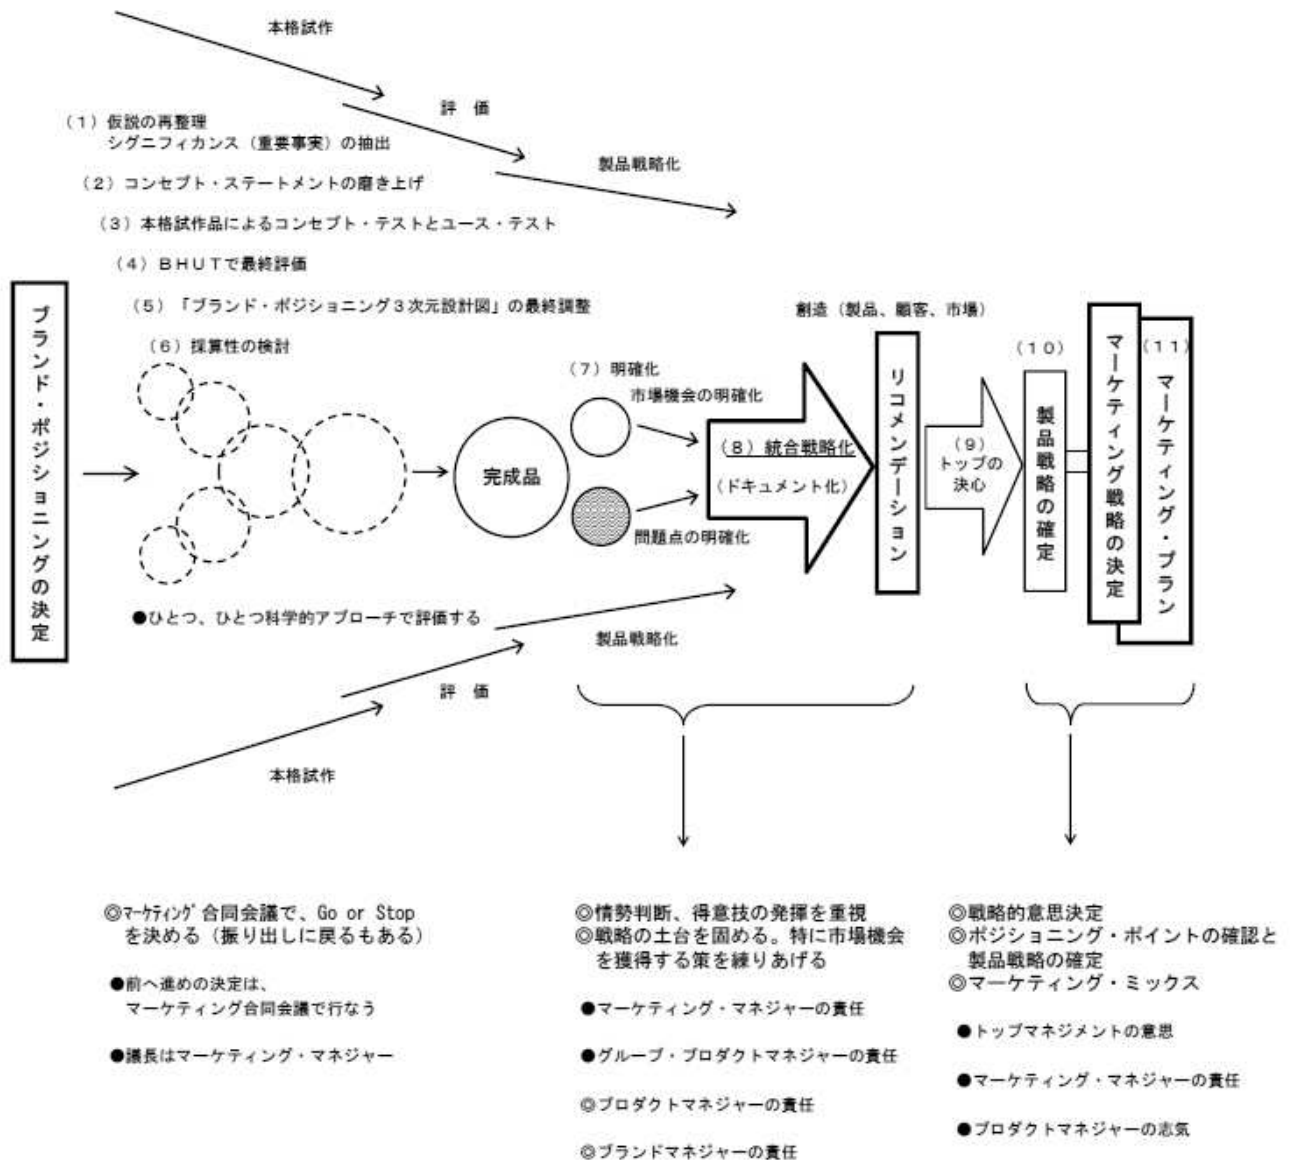 本格試作
評　価
（１）仮説の再整理
シグニフィカンス（重要事実）の抽出
製品戦略化
（２）コンセプト・ステートメントの磨き上げ
（３）本格試作品によるコンセプト・テストとユース・テスト
（４）ＢＨＵＴで最終評価
（５）「ブランド・ポジショニング３次元設計図」の最終調整
（６）採算性の検討
ブランド・ポジショニングの決定
完成品
（７）明確化
市場機会の明確化
問題点の明確化
（８）統合戦略化
（ドキュメント化）
創造（製品、顧客、市場）
リコメンデーション
（９）
トップの
決心
（１０）
製品戦略の確定
マーケティング戦略の決定
（１１）
マーケティング・プラン
●ひとつ、ひとつ科学的アプローチで評価する
製品戦略化
評　価
本格試作
◎ﾏｰｹﾃｨﾝｸﾞ合同会議で、Go or Stop
を決める（振り出しに戻るもある）
●前へ進めの決定は、
マーケティング合同会議で行なう
●議長はマーケティング・マネジャー
◎情勢判断、得意技の発揮を重視
◎戦略の土台を固める。特に市場機会
を獲得する策を練りあげる
●マーケティング・マネジャーの責任
●グループ・プロダクトマネジャーの責任
◎プロダクトマネジャーの責任
◎ブランドマネジャーの責任
◎戦略的意思決定
◎ポジショニング・ポイントの確認と
製品戦略の確定
◎マーケティング・ミックス
●トップマネジメントの意思
●マーケティング・マネジャーの責任
●プロダクトマネジャーの志気